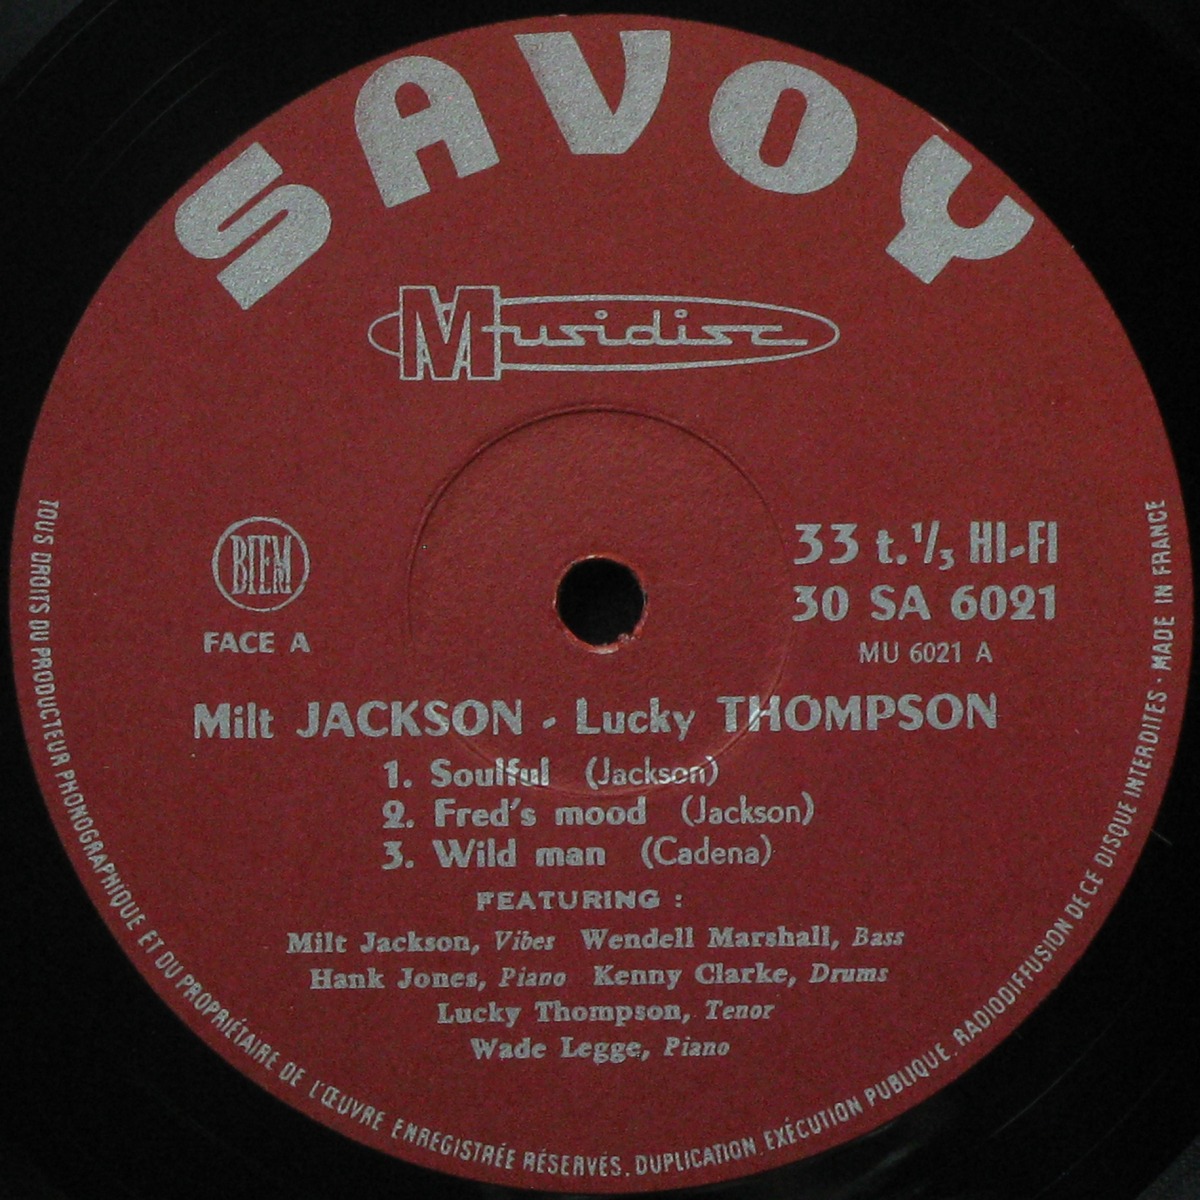 SAVOY
Musidisc
BIEM
FACE A
33 t. 1/3 HI-FI
30 SA 6021
MU 6021 A
Milt JACKSON - Lucky THOMPSON
1. Soulful (Jackson)
2. Fred's mood (Jackson)
3. Wild man (Cadena)
FEATURING :
Milt Jackson, Vibes Wendell Marshall, Bass
Hank Jones, Piano Kenny Clarke, Drums
Lucky Thompson, Tenor
Wade Legge, Piano
TOUS DROITS DU PRODUCTEUR PHONOGRAPHIQUE ET DU PROPRIÉTAIRE DE L'ŒUVRE ENREGISTRÉE RÉSERVÉS. DUPLICATION. EXÉCUTION PUBLIQUE. RADIODIFFUSION DE CE DISQUE INTERDITES · MADE IN FRANCE